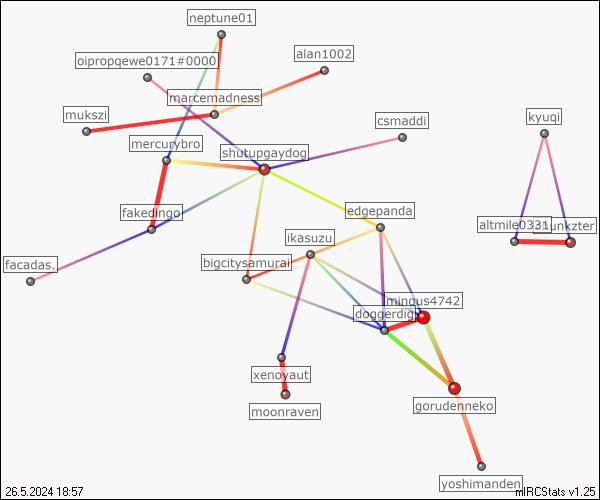 neptune01
alan1002
oipropqewe0171#0000
marcemadness
mukszi
kyuqi
csmaddi
mercurybro
shutupgaydog
edgepanda
fakedingo
altmile0331
ikasuzu
facadas.
bigcitysamurai
mingus4742
doggerdig
xenoyaut
gorudenneko
moonraven
yoshimanden
26.5.2024 18:57
mIRCStats v1.25